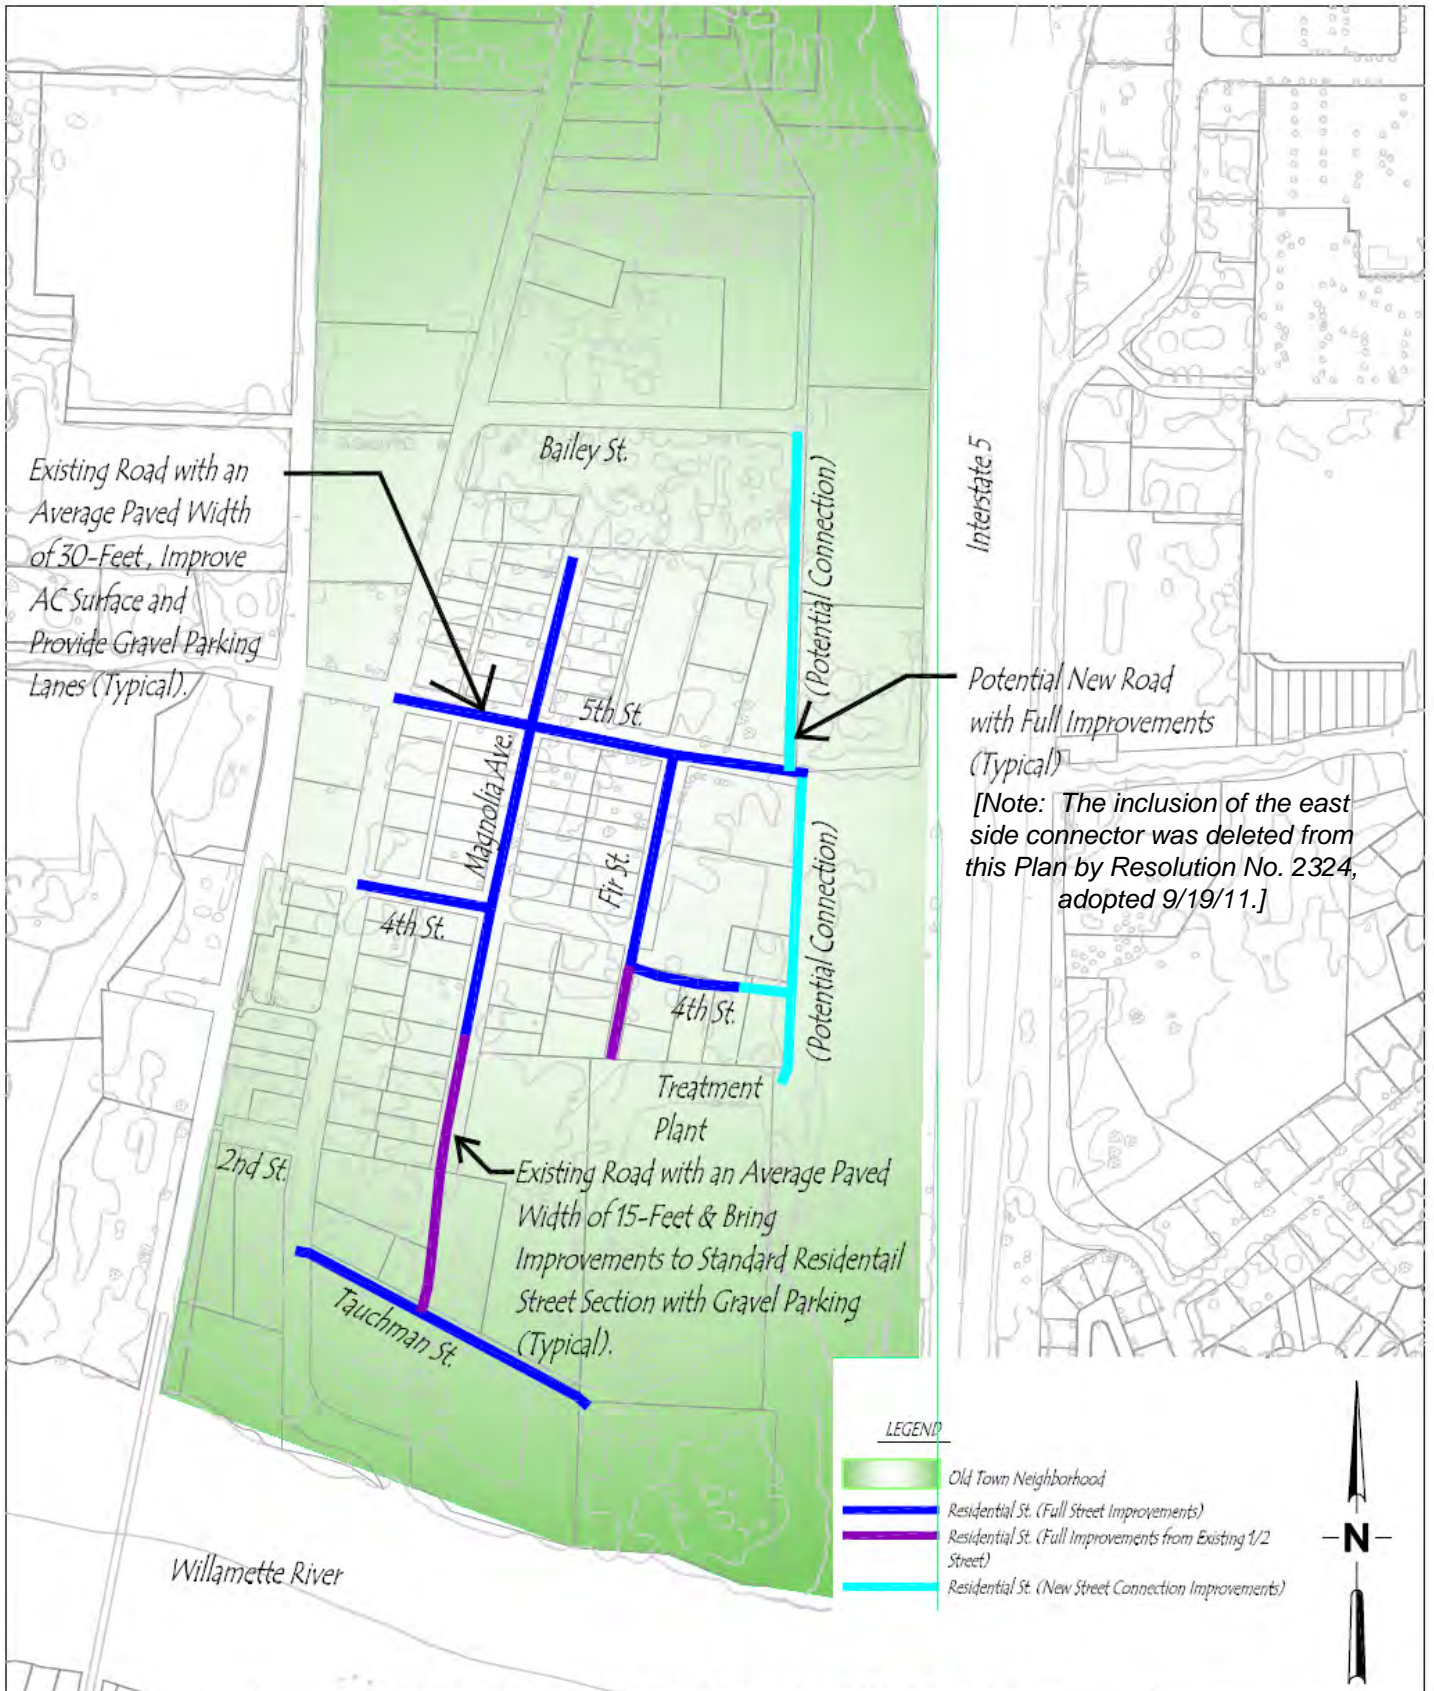 Bailey St.
Existing Road with an
Average Paved Width
of 30-Feet, Improve
AC Surface and
Provide Gravel Parking
Lanes (Typical).
(Potential Connection)
Interstate 5
Potential New Road
with Full Improvements
(Typical)
[Note: The inclusion of the east
side connector was deleted from
this Plan by Resolution No. 2324,
adopted 9/19/11.]
5th St.
Magnolia Ave.
Fir St.
4th St.
4th St.
(Potential Connection)
Treatment
Plant
2nd St.
Existing Road with an Average Paved
Width of 15-Feet & Bring
Improvements to Standard Residentail
Street Section with Gravel Parking
(Typical).
Tauchman St.
Willamette River
LEGEND
Old Town Neighborhood
Residential St. (Full Street Improvements)
Residential St. (Full Improvements from Existing 1/2
Street)
Residential St. (New Street Connection Improvements)
N